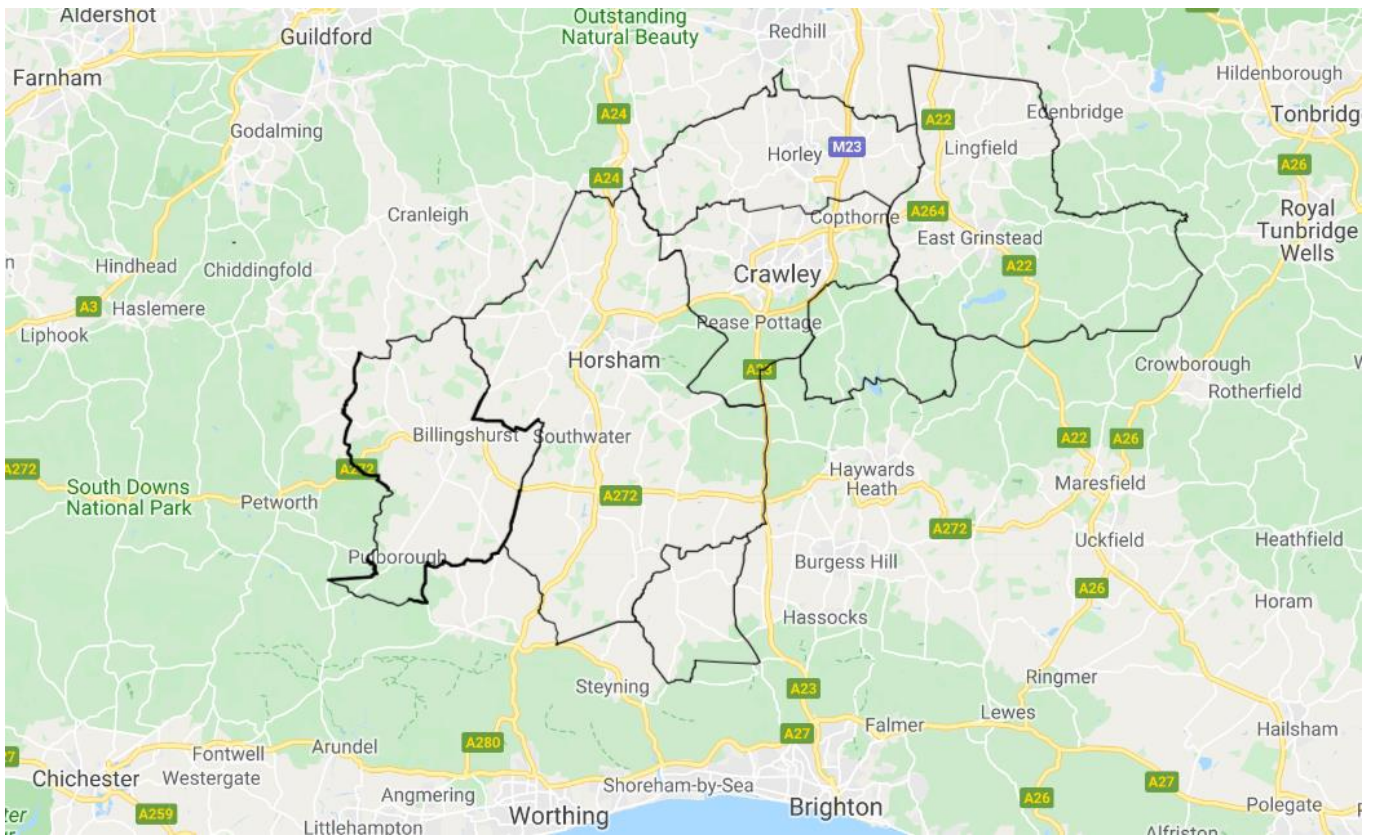 Aldershot
Outstanding
Natural Beauty
Redhill
Guildford
Farnham
Hildenborough
Edenbridge
A24
A22
Tonbridg
Godalming
Horley
M23
Lingfield
A26
A24
Cranleigh
Copthorne
A264
Royal
Tunbridge
Wells
East Grinstead
Hindhead
Chiddingfold
Crawley
A22
A3
Haslemere
Liphook
Pease Pottage
Horsham
A23
Crowborough
Rotherfield
Billingshurst
Southwater
A22
A26
A272
A272
Haywards
Heath
Maresfield
South Downs
National Park
Petworth
A272
A272
Uckfield
Heathfield
Pulborough
Burgess Hill
A26
Horam
Hassocks
Steyning
Ringmer
A23
Lewes
Falmer
A27
Hailsham
Fontwell
Arundel
A280
Chichester
Westergate
Shoreham-by-Sea
A27
Angmering
Worthing
Brighton
A26
Polegate
A259
Littlehampton
Alfriston